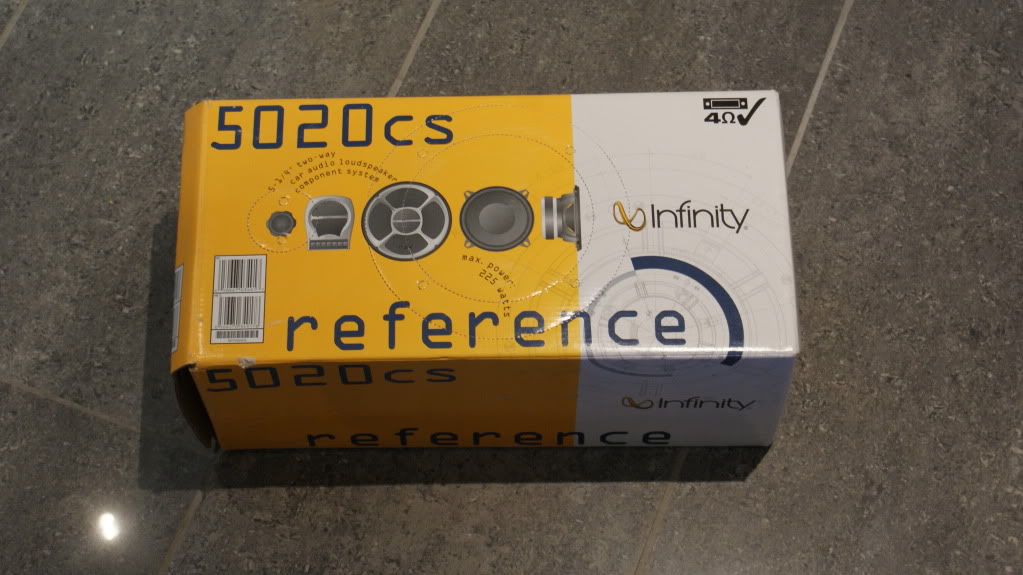 5020cs
4Ω
5-1/4" two-way
car audio loudspeaker
component system
Infinity
max. power
225 watts
reference
5020cs
Infinity
reference